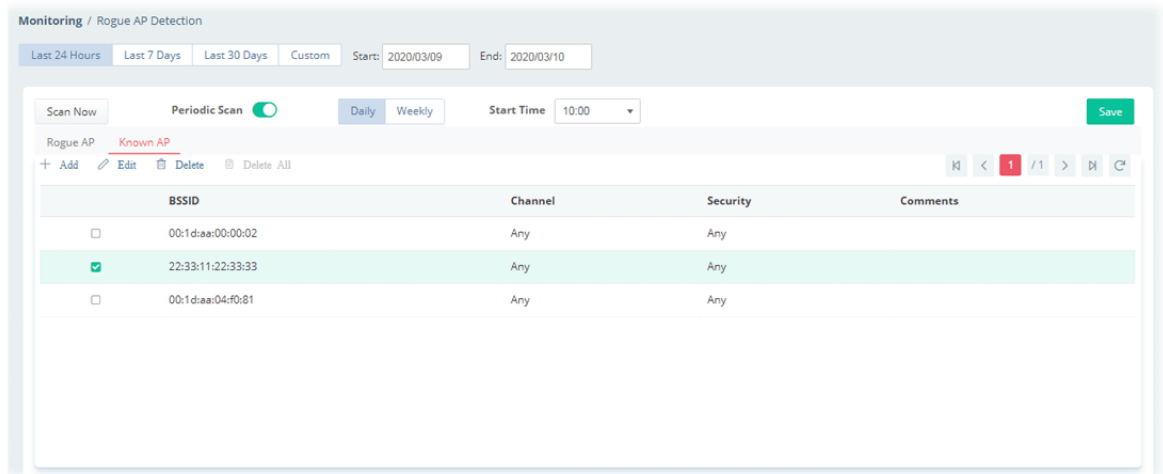 Monitoring / Rogue AP Detection
Last 24 Hours Last 7 Days Last 30 Days Custom Start: 2020/03/09 End: 2020/03/10
Scan Now Periodic Scan Daily Weekly Start Time 10:00 Save
Rogue AP Known AP
+ Add Edit Delete Delete All 1 / 1
BSSID Channel Security Comments
00:1d:aa:00:00:02 Any Any
22:33:11:22:33:33 Any Any
00:1d:aa:04:f0:81 Any Any